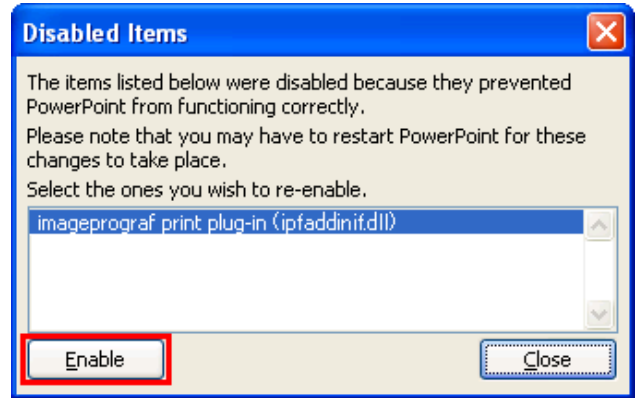 Disabled Items
The items listed below were disabled because they prevented
PowerPoint from functioning correctly.
Please note that you may have to restart PowerPoint for these
changes to take place.
Select the ones you wish to re-enable.
imageprograf print plug-in (ipfaddinif.dll)
Enable
Close